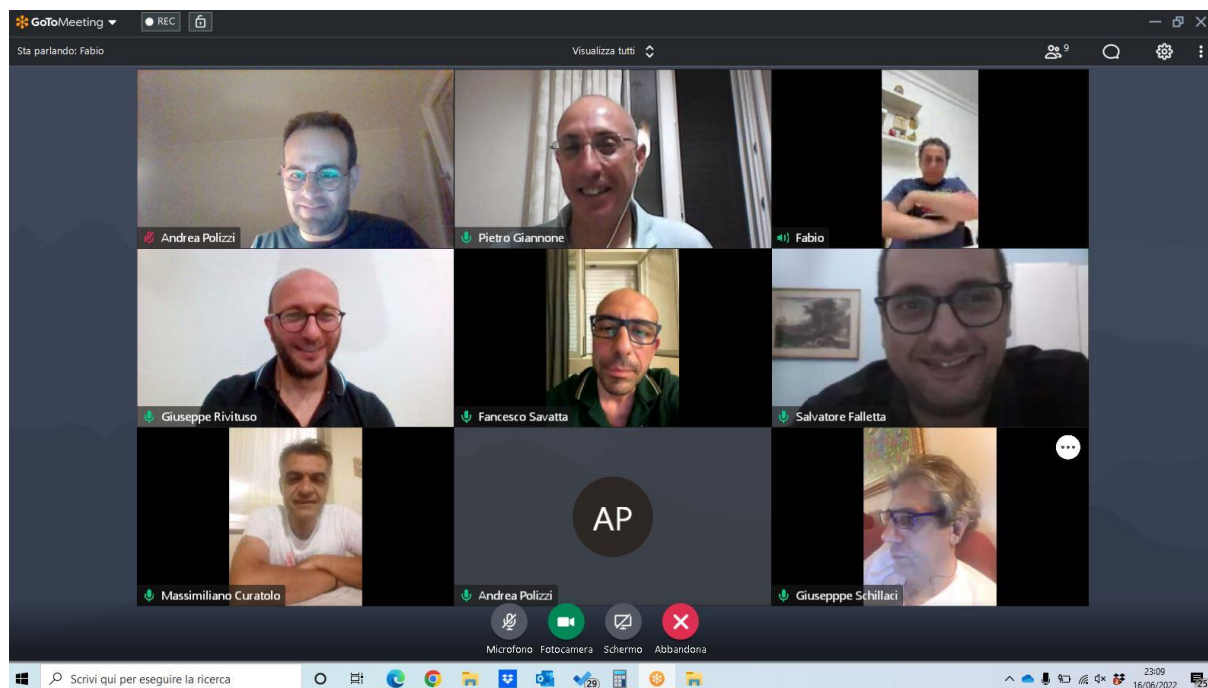 GoToMeeting
REC
Sta parlando: Fabio
Visualizza tutti
9
Andrea Polizzi
Pietro Giannone
Fabio
Giuseppe Rivituso
Fancesco Savatta
Salvatore Falletta
AP
Massimiliano Curatolo
Andrea Polizzi
Giusepppe Schillaci
Microfono
Fotocamera
Schermo
Abbandona
Scrivi qui per eseguire la ricerca
29
23:09
16/06/2022
25